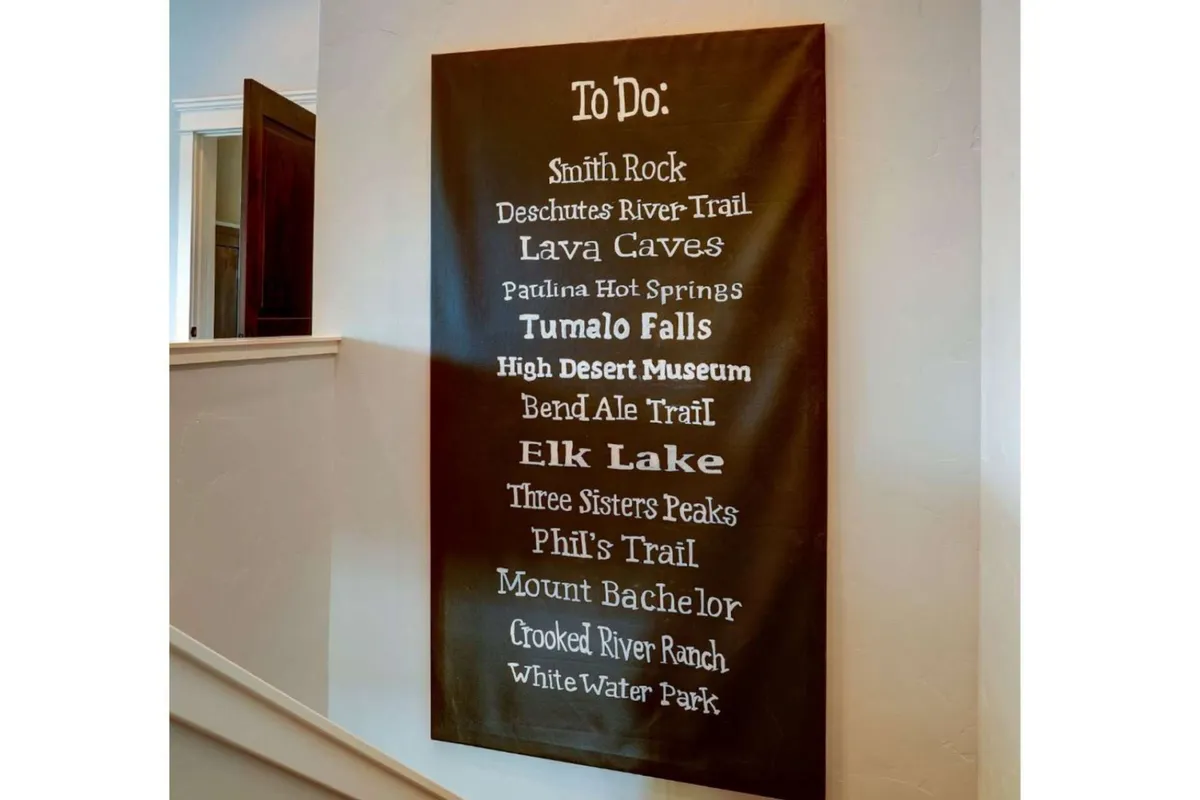 To Do:
Smith Rock
Deschutes River Trail
Lava Caves
Paulina Hot Springs
Tumalo Falls
High Desert Museum
Bend Ale Trail
Elk Lake
Three Sisters Peaks
Phil's Trail
Mount Bachelor
Crooked River Ranch
White Water Park